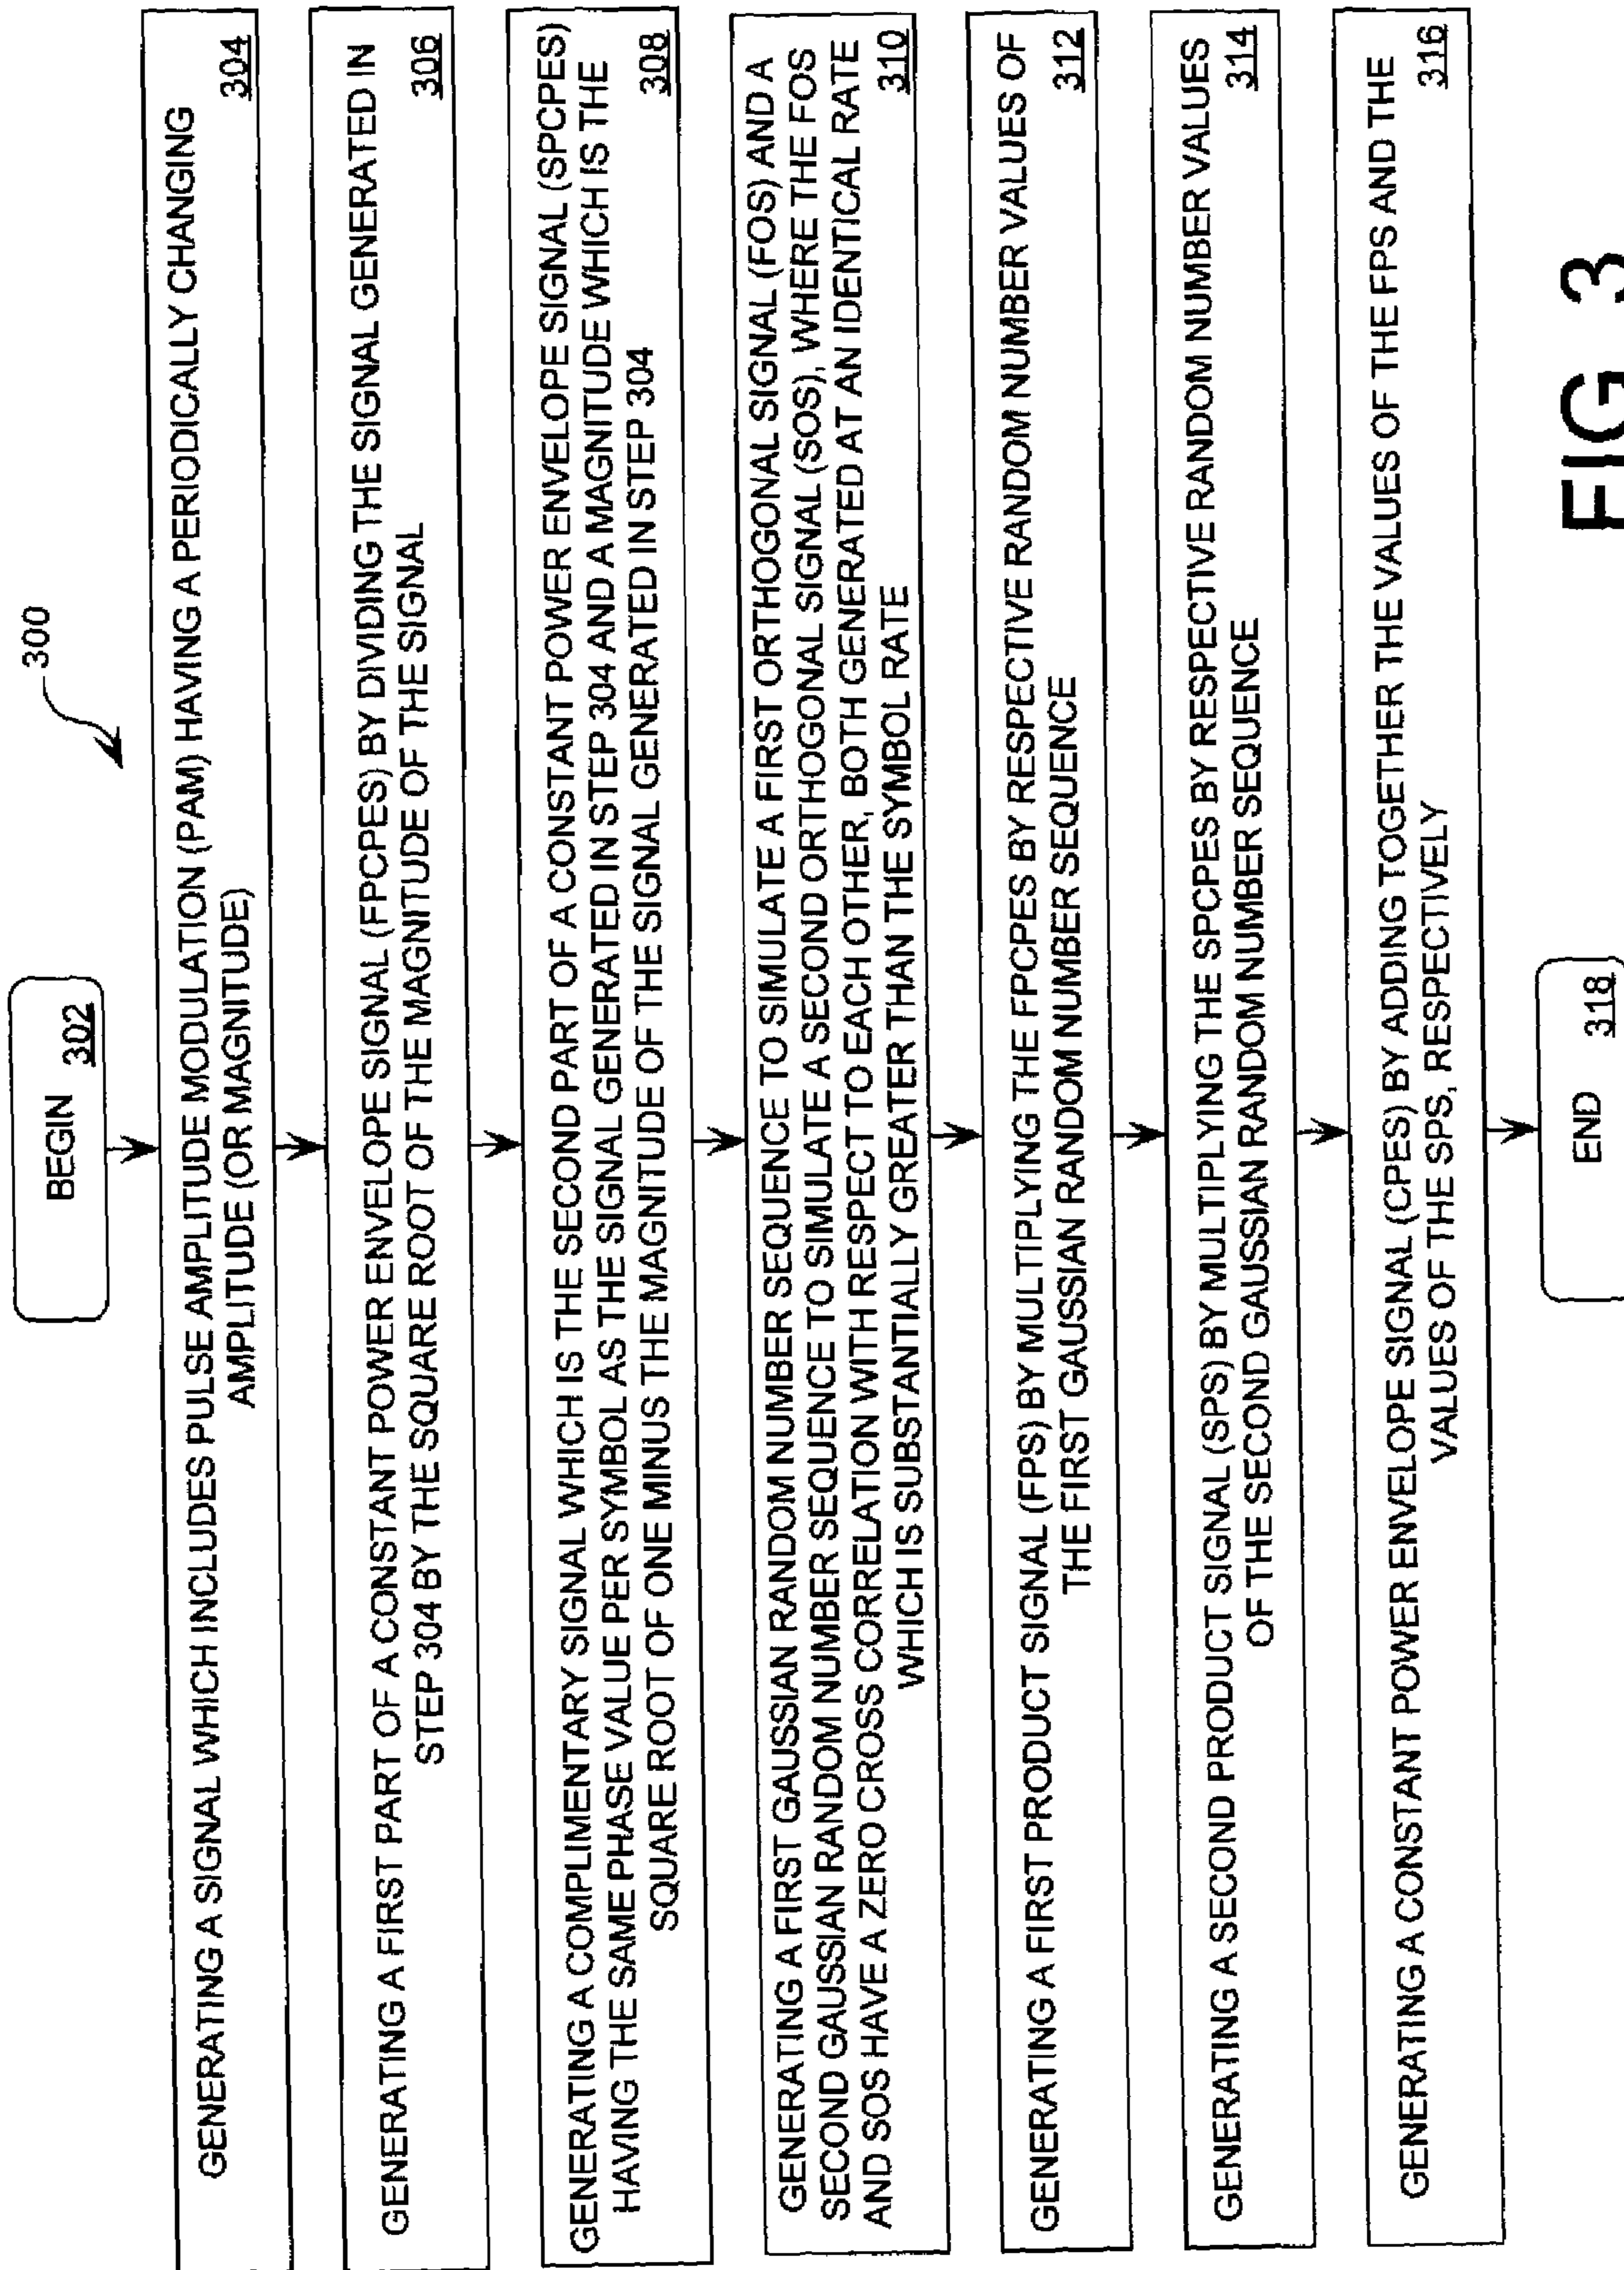 300
BEGIN 302
GENERATING A SIGNAL WHICH INCLUDES PULSE AMPLITUDE MODULATION (PAM) HAVING A PERIODICALLY CHANGING
AMPLITUDE (OR MAGNITUDE)
304
GENERATING A FIRST PART OF A CONSTANT POWER ENVELOPE SIGNAL (FPCPES) BY DIVIDING THE SIGNAL GENERATED IN
STEP 304 BY THE SQUARE ROOT OF THE MAGNITUDE OF THE SIGNAL
306
GENERATING A COMPLIMENTARY SIGNAL WHICH IS THE SECOND PART OF A CONSTANT POWER ENVELOPE SIGNAL (SPCPES)
HAVING THE SAME PHASE VALUE PER SYMBOL AS THE SIGNAL GENERATED IN STEP 304 AND A MAGNITUDE WHICH IS THE
SQUARE ROOT OF ONE MINUS THE MAGNITUDE OF THE SIGNAL GENERATED IN STEP 304
308
GENERATING A FIRST GAUSSIAN RANDOM NUMBER SEQUENCE TO SIMULATE A FIRST ORTHOGONAL SIGNAL (FOS) AND A
SECOND GAUSSIAN RANDOM NUMBER SEQUENCE TO SIMULATE A SECOND ORTHOGONAL SIGNAL (SOS), WHERE THE FOS
AND SOS HAVE A ZERO CROSS CORRELATION WITH RESPECT TO EACH OTHER, BOTH GENERATED AT AN IDENTICAL RATE
WHICH IS SUBSTANTIALLY GREATER THAN THE SYMBOL RATE
310
GENERATING A FIRST PRODUCT SIGNAL (FPS) BY MULTIPLYING THE FPCPES BY RESPECTIVE RANDOM NUMBER VALUES OF
THE FIRST GAUSSIAN RANDOM NUMBER SEQUENCE
312
GENERATING A SECOND PRODUCT SIGNAL (SPS) BY MULTIPLYING THE SPCPES BY RESPECTIVE RANDOM NUMBER VALUES
OF THE SECOND GAUSSIAN RANDOM NUMBER SEQUENCE
314
GENERATING A CONSTANT POWER ENVELOPE SIGNAL (CPES) BY ADDING TOGETHER THE VALUES OF THE FPS AND THE
VALUES OF THE SPS, RESPECTIVELY
316
END 318
FIG 3